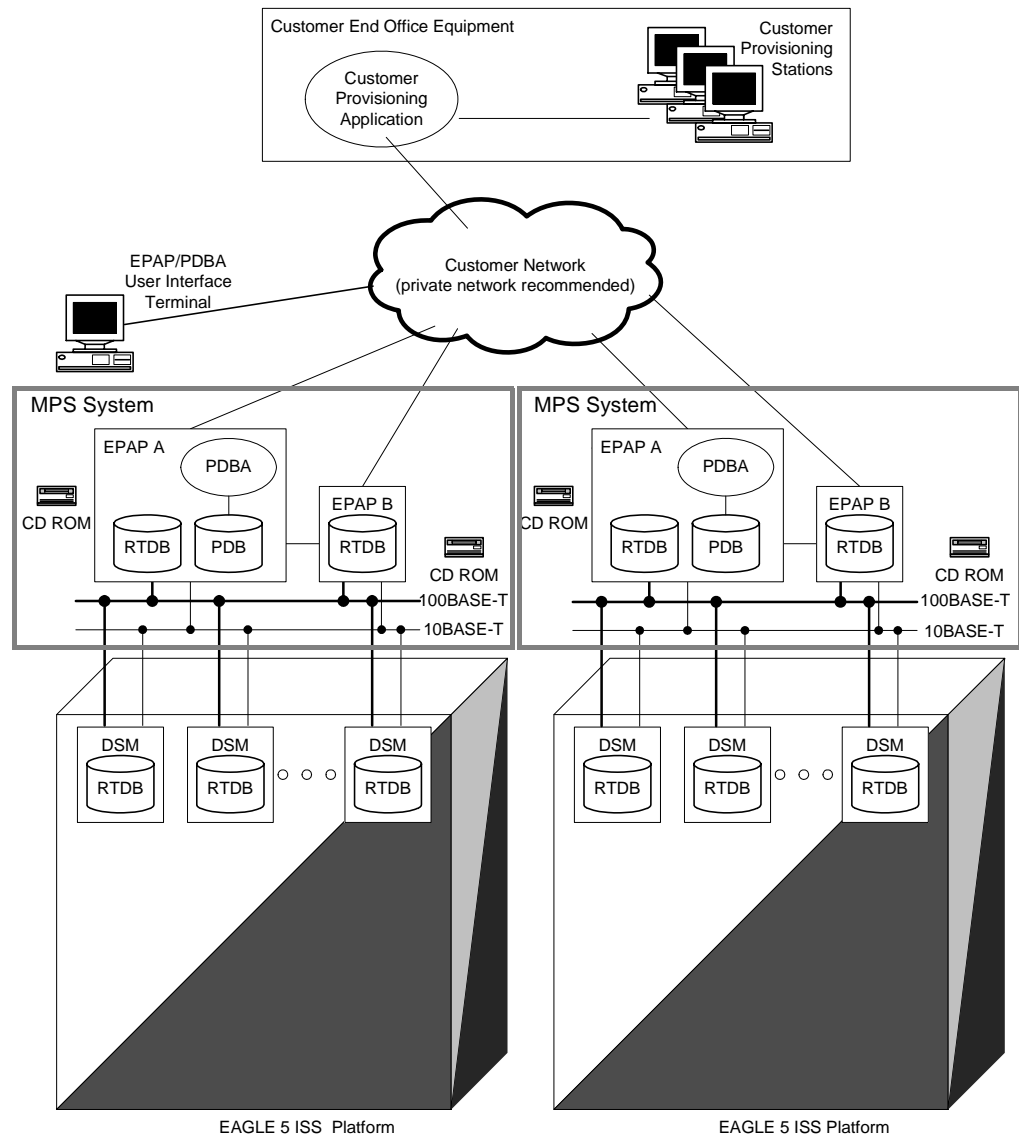 Customer End Office Equipment
Customer
Provisioning
Stations
Customer
Provisioning
Application
Customer Network
(private network recommended)
EPAP/PDBA
User Interface
Terminal
MPS System
EPAP A
PDBA
EPAP B
CD ROM
RTDB
PDB
RTDB
CD ROM
100BASE-T
10BASE-T
MPS System
EPAP A
PDBA
EPAP B
CD ROM
RTDB
PDB
RTDB
CD ROM
100BASE-T
10BASE-T
DSM
RTDB
DSM
RTDB
DSM
RTDB
DSM
RTDB
DSM
RTDB
DSM
RTDB
EAGLE 5 ISS Platform
EAGLE 5 ISS Platform